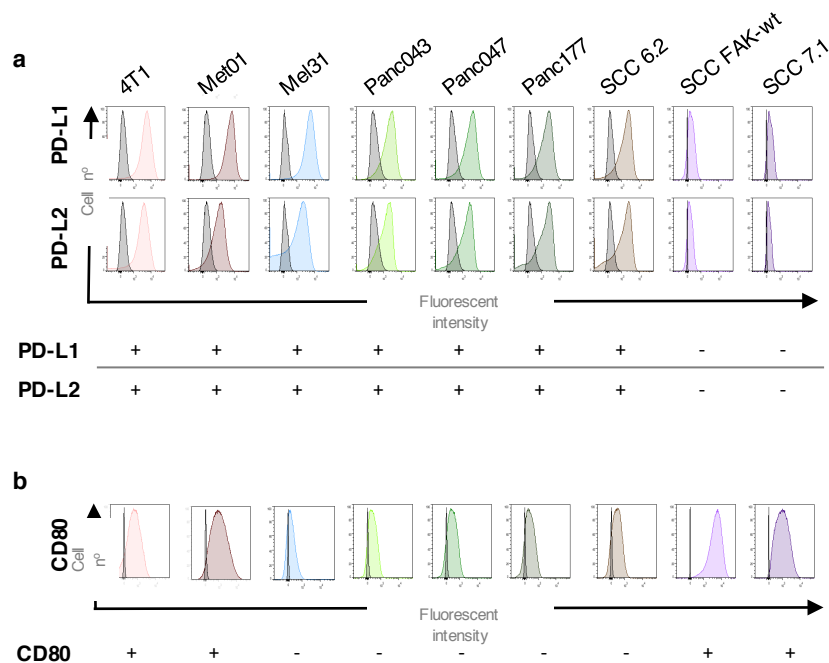 a
4T1 Met01 Mel31 Panc043 Panc047 Panc177 SCC 6.2 SCC FAK-wt SCC 7.1
PD-L1
PD-L2
Cell nº
Fluorescent
intensity
PD-L1 + + + + + + + - -
PD-L2 + + + + + + + - -
b
CD80
Cell nº
Fluorescent
intensity
CD80 + + - - - - - + +